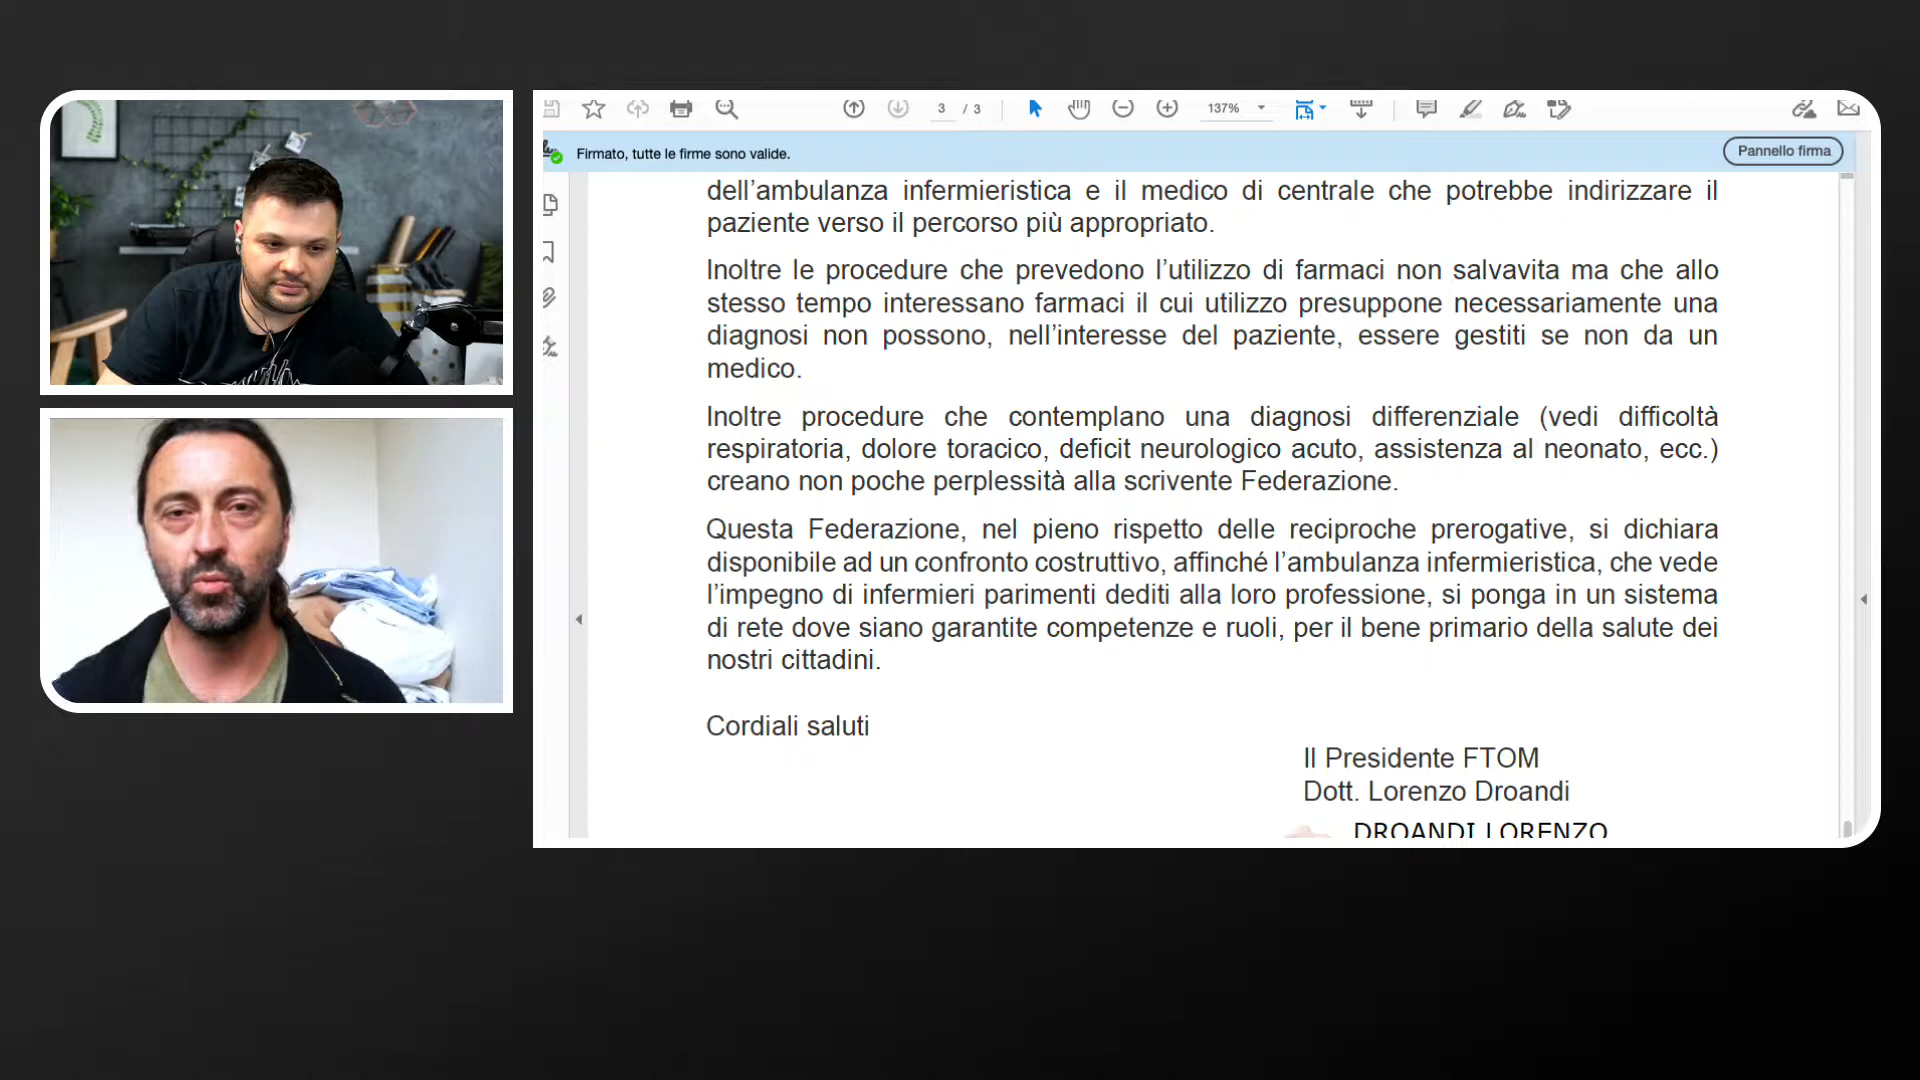 3 / 3
137%
Firmato, tutte le firme sono valide.
Pannello firma
dell’ambulanza infermieristica e il medico di centrale che potrebbe indirizzare il
paziente verso il percorso più appropriato.
Inoltre le procedure che prevedono l’utilizzo di farmaci non salvavita ma che allo
stesso tempo interessano farmaci il cui utilizzo presuppone necessariamente una
diagnosi non possono, nell’interesse del paziente, essere gestiti se non da un
medico.
Inoltre procedure che contemplano una diagnosi differenziale (vedi difficoltà
respiratoria, dolore toracico, deficit neurologico acuto, assistenza al neonato, ecc.)
creano non poche perplessità alla scrivente Federazione.
Questa Federazione, nel pieno rispetto delle reciproche prerogative, si dichiara
disponibile ad un confronto costruttivo, affinché l’ambulanza infermieristica, che vede
l’impegno di infermieri parimenti dediti alla loro professione, si ponga in un sistema
di rete dove siano garantite competenze e ruoli, per il bene primario della salute dei
nostri cittadini.
Cordiali saluti
Il Presidente FTOM
Dott. Lorenzo Droandi
DROANDI LORENZO